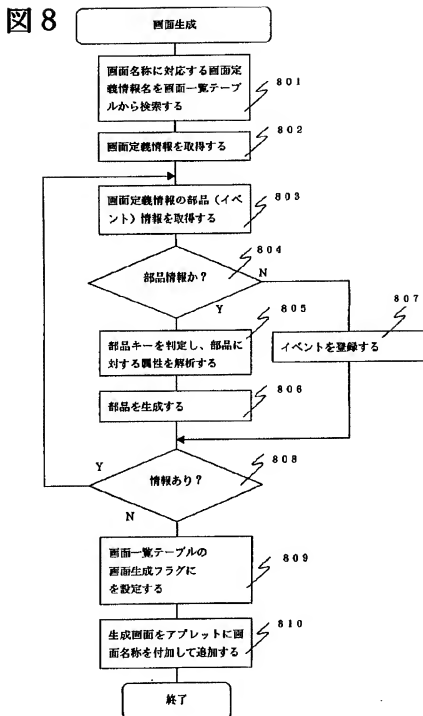 図8
画面生成
画面名称に対応する画面定
義情報名を画面一覧テーブ
ルから検索する
801
802
画面定義情報を取得する
画面定義情報の部品（イベ
ント）情報を取得する
803
804
部品情報か？
N
Y
805
部品キーを判定し、部品に
対する属性を解析する
807
イベントを登録する
806
部品を生成する
Y
情報あり？
808
N
画面一覧テーブルの
画面生成フラグに
を設定する
809
生成画面をアプレットに画
面名称を付加して追加する
810
終了